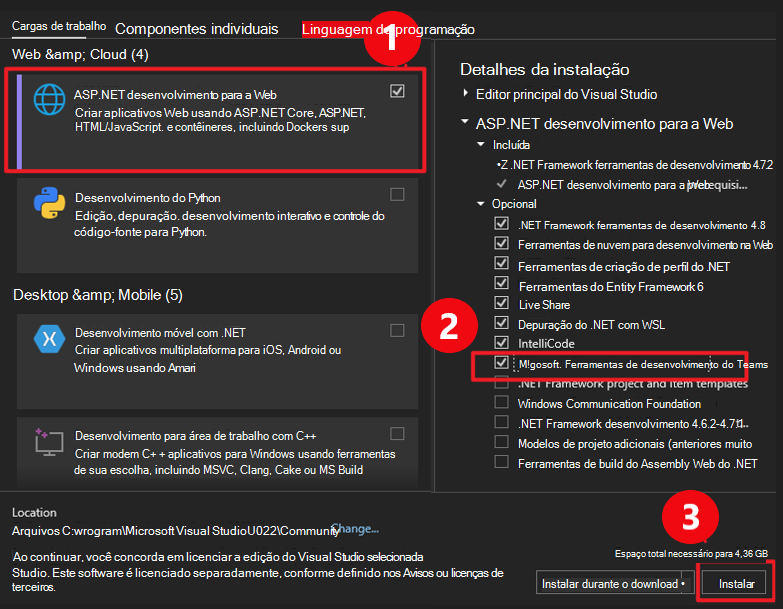 Cargas de trabalho
Componentes individuais
Linguagem de programação
1
Web &amp; Cloud (4)
ASP.NET desenvolvimento para a Web
Criar aplicativos Web usando ASP.NET Core, ASP.NET,
HTML/JavaScript. e contêineres, incluindo Dockers sup
Desenvolvimento do Python
Edição, depuração. desenvolvimento interativo e controle do
código-fonte para Python.
Desktop &amp; Mobile (5)
Desenvolvimento móvel com .NET
Criar aplicativos multiplataforma para iOS, Android ou
Windows usando Amari
Desenvolvimento para área de trabalho com C++
Criar modem C+ + aplicativos para Windows usando ferramentas
de sua escolha, incluindo MSVC, Clang, Cake ou MS Build
Detalhes da instalação
Editor principal do Visual Studio
ASP.NET desenvolvimento para a Web
Incluída
•Z .NET Framework ferramentas de desenvolvimento 4.7.2
ASP.NET desenvolvimento para a Web
Opcional
.NET Framework ferramentas de desenvolvimento 4.8
Ferramentas de nuvem para desenvolvimento na Web
Ferramentas de criação de perfil do .NET
Ferramentas do Entity Framework 6
Live Share
Depuração do .NET com WSL
IntelliCode
2
M!gosoft. Ferramentas de desenvolvimento do Teams
.NET Framework project and item templates
Windows Communication Foundation
.NET Framework desenvolvimento 4.6.2-4.7.1...
Modelos de projeto adicionais (anteriores muito
Ferramentas de build do Assembly Web do .NET
Location
Arquivos C:wrogram\Microsoft Visual StudioU022\Community
Change...
Ao continuar, você concorda em licenciar a edição do Visual Studio selecionada
Studio. Este software é licenciado separadamente, conforme definido nos Avisos ou licenças de
terceiros.
3
Espaço total necessário para 4,36 GB
Instalar durante o download •
Instalar